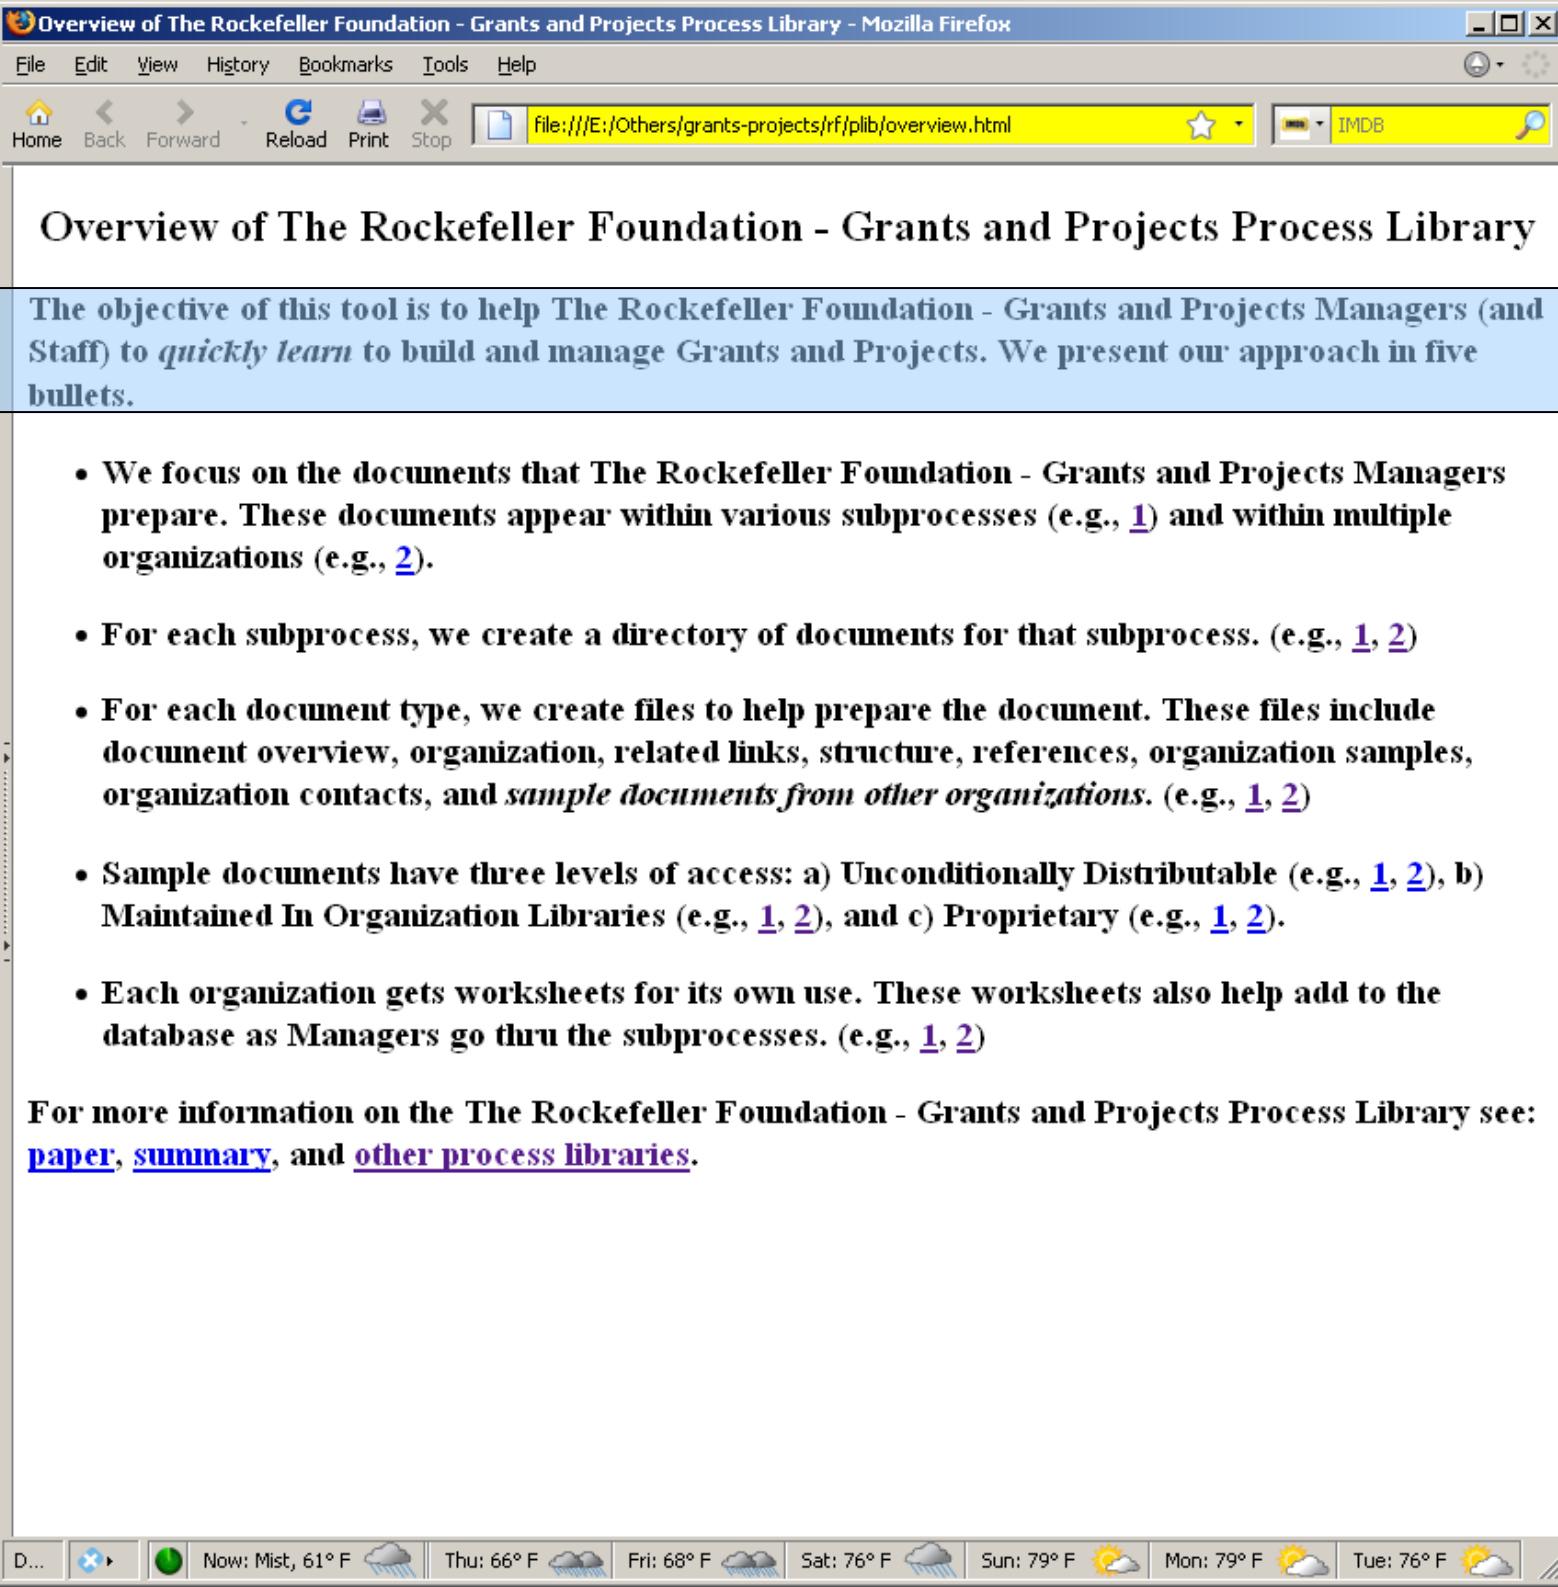 Overview of The Rockefeller Foundation - Grants and Projects Process Library - Mozilla Firefox
File Edit View History Bookmarks Tools Help
Home Back Forward Reload Print Stop file:///E:/Others/grants-projects/rf/plib/overview.html IMDB
Overview of The Rockefeller Foundation - Grants and Projects Process Library
The objective of this tool is to help The Rockefeller Foundation - Grants and Projects Managers (and
Staff) to quickly learn to build and manage Grants and Projects. We present our approach in five
bullets.
• We focus on the documents that The Rockefeller Foundation - Grants and Projects Managers
prepare. These documents appear within various subprocesses (e.g., 1) and within multiple
organizations (e.g., 2).
• For each subprocess, we create a directory of documents for that subprocess. (e.g., 1, 2)
• For each document type, we create files to help prepare the document. These files include
document overview, organization, related links, structure, references, organization samples,
organization contacts, and sample documents from other organizations. (e.g., 1, 2)
• Sample documents have three levels of access: a) Unconditionally Distributable (e.g., 1, 2), b)
Maintained In Organization Libraries (e.g., 1, 2), and c) Proprietary (e.g., 1, 2).
• Each organization gets worksheets for its own use. These worksheets also help add to the
database as Managers go thru the subprocesses. (e.g., 1, 2)
For more information on the The Rockefeller Foundation - Grants and Projects Process Library see:
paper, summary, and other process libraries.
D... Now: Mist, 61° F Thu: 66° F Fri: 68° F Sat: 76° F Sun: 79° F Mon: 79° F Tue: 76° F